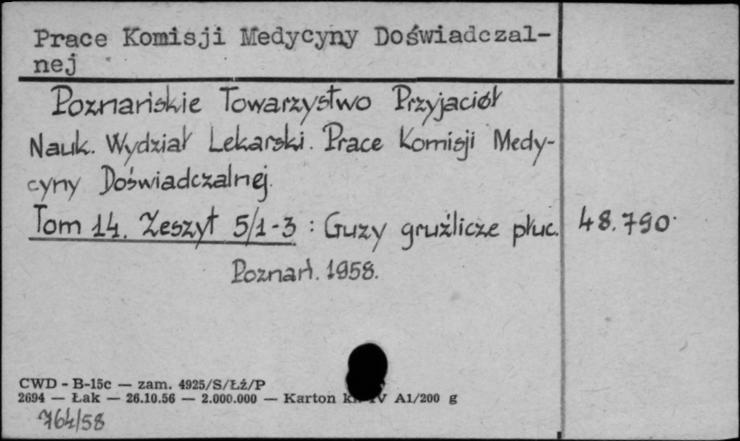 Prace Komisji Medycyny Doświadczal-
nej
Poznańskie Towarzystwo Przyjaciół
Nauk. Wydział Lekarski. Prace Komisji Medy-
cyny Doświadczalnej.
Tom 14. Zeszyt 5/1-3 : Guzy gruźlicze płuc. 48.790
Poznań. 1958.
CWD - B-15c — zam. 4925/S/Łż/P
2694 — Łak — 26.10.56 — 2.000.000 — Karton IV A1/200 g
764/58